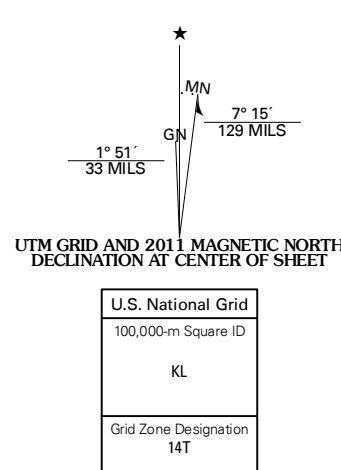 ★
MN
GN
7° 15´
129 MILS
1° 51´
33 MILS
UTM GRID AND 2011 MAGNETIC NORTH
DECLINATION AT CENTER OF SHEET
U.S. National Grid
100,000-m Square ID
KL
Grid Zone Designation
14T